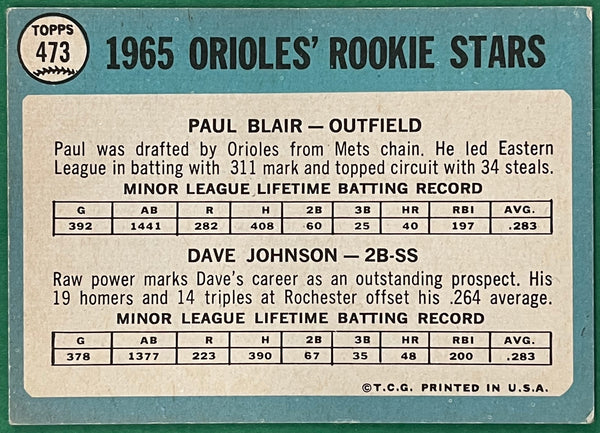 TOPPS
473
1965 ORIOLES' ROOKIE STARS
PAUL BLAIR — OUTFIELD
Paul was drafted by Orioles from Mets chain. He led Eastern
League in batting with 311 mark and topped circuit with 34 steals.
MINOR LEAGUE LIFETIME BATTING RECORD
G AB R H 2B 3B HR RBI AVG.
392 1441 282 408 60 25 40 197 .283
DAVE JOHNSON — 2B-SS
Raw power marks Dave's career as an outstanding prospect. His
19 homers and 14 triples at Rochester offset his .264 average.
MINOR LEAGUE LIFETIME BATTING RECORD
G AB R H 2B 3B HR RBI AVG.
378 1377 223 390 67 35 48 200 .283
©T.C.G. PRINTED IN U.S.A.